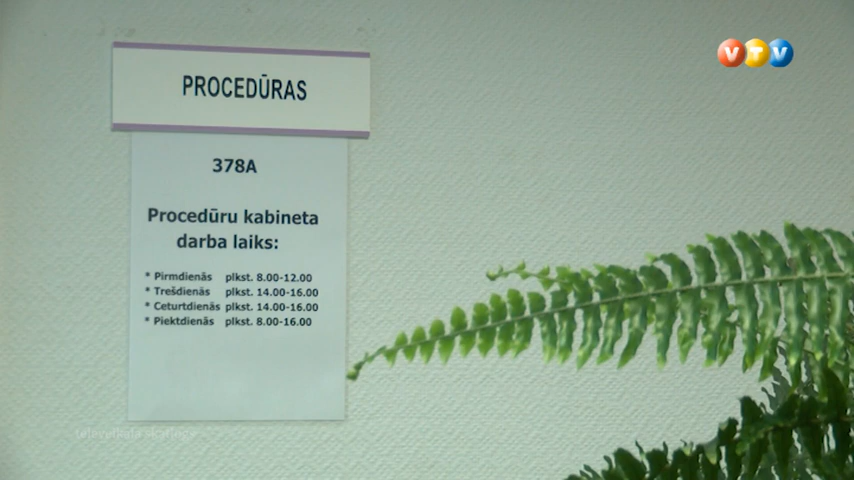 VTV
PROCEDŪRAS
378A
Procedūru kabineta
darba laiks:
* Pirmdienās plkst. 8.00-12.00
* Trešdienās plkst. 14.00-16.00
* Ceturtdienās plkst. 14.00-16.00
* Piektdienās plkst. 8.00-16.00